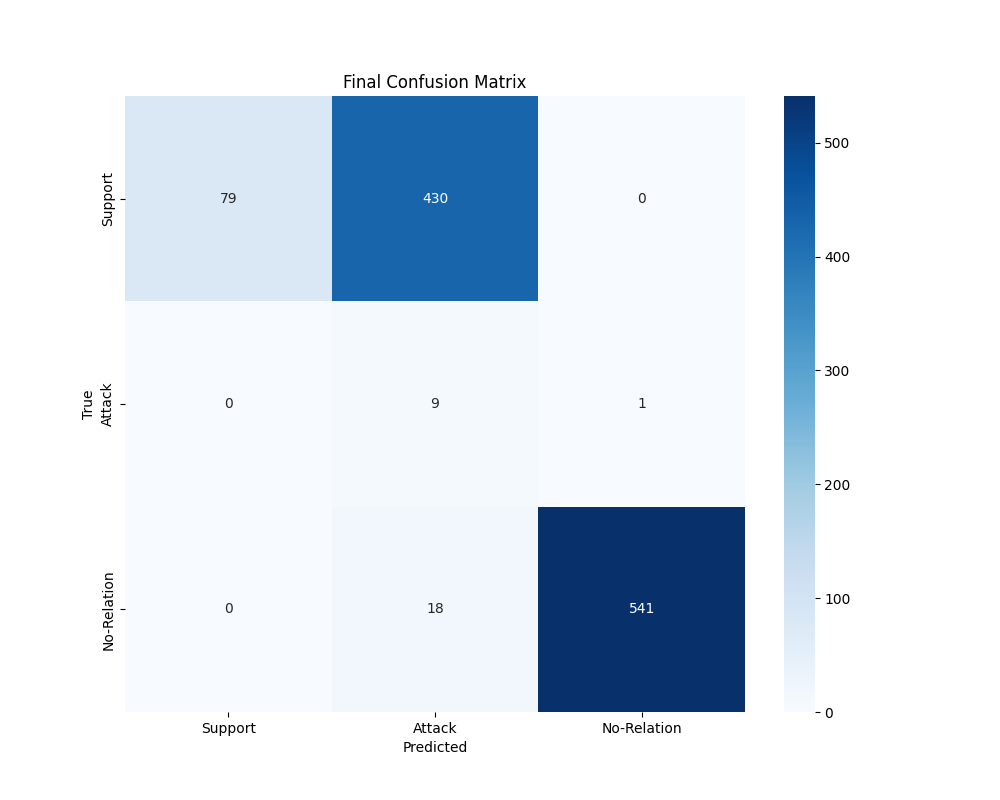 Final Confusion Matrix
Support
79
430
0
True
Attack
0
9
1
No-Relation
0
18
541
Support
Attack
No-Relation
Predicted
500
400
300
200
100
0